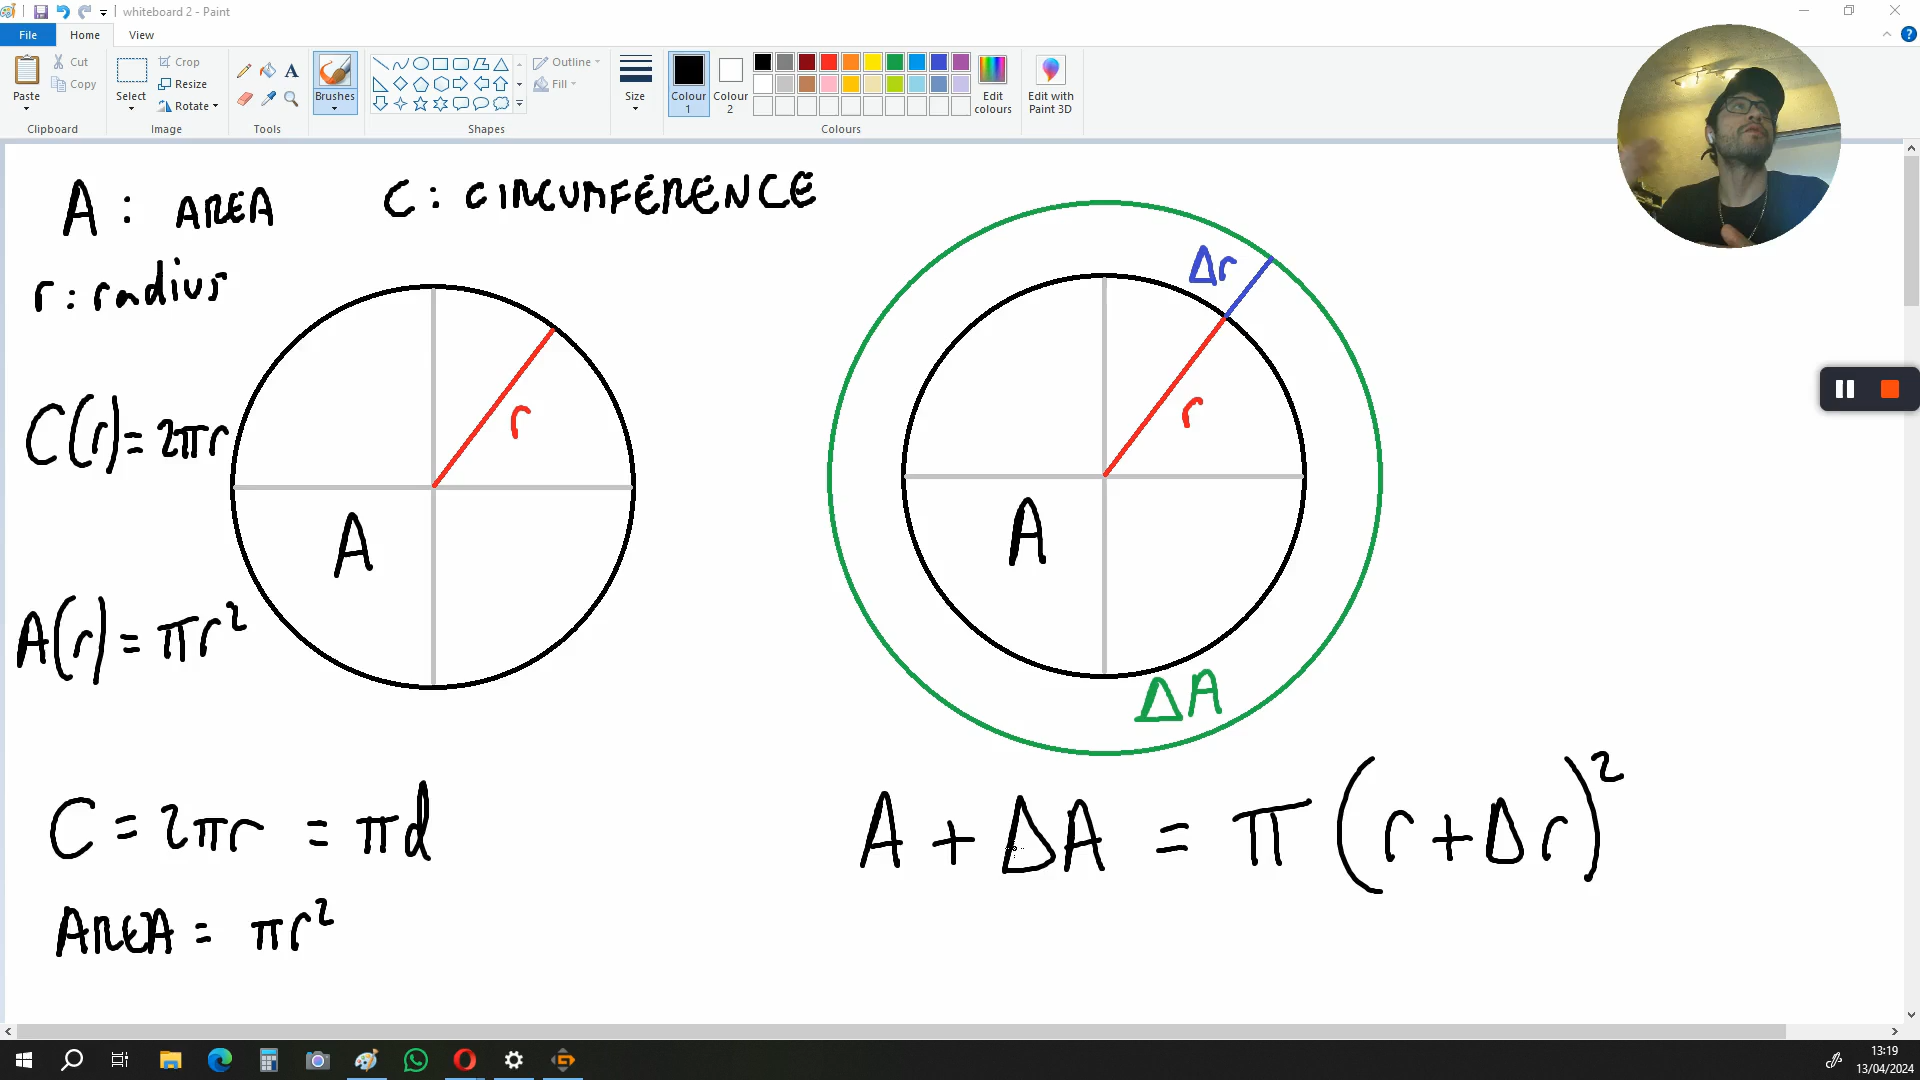 whiteboard 2 - Paint
File Home View
Paste
Cut
Copy
Clipboard
Select
Crop
Resize
Rotate
Image
A
Tools
Brushes
Shapes
Outline
Fill
Size
Colour 1
Colour 2
Colours
Edit colours
Edit with Paint 3D
?
A : AREA
C : CIRCUMFERENCE
r : radius
C(r) = 2πr
r
A
A(r) = πr²
C = 2πr = πd
AREA = πr²
Δr
r
A
ΔA
A + ΔA = π(r + Δr)²
13:19
13/04/2024